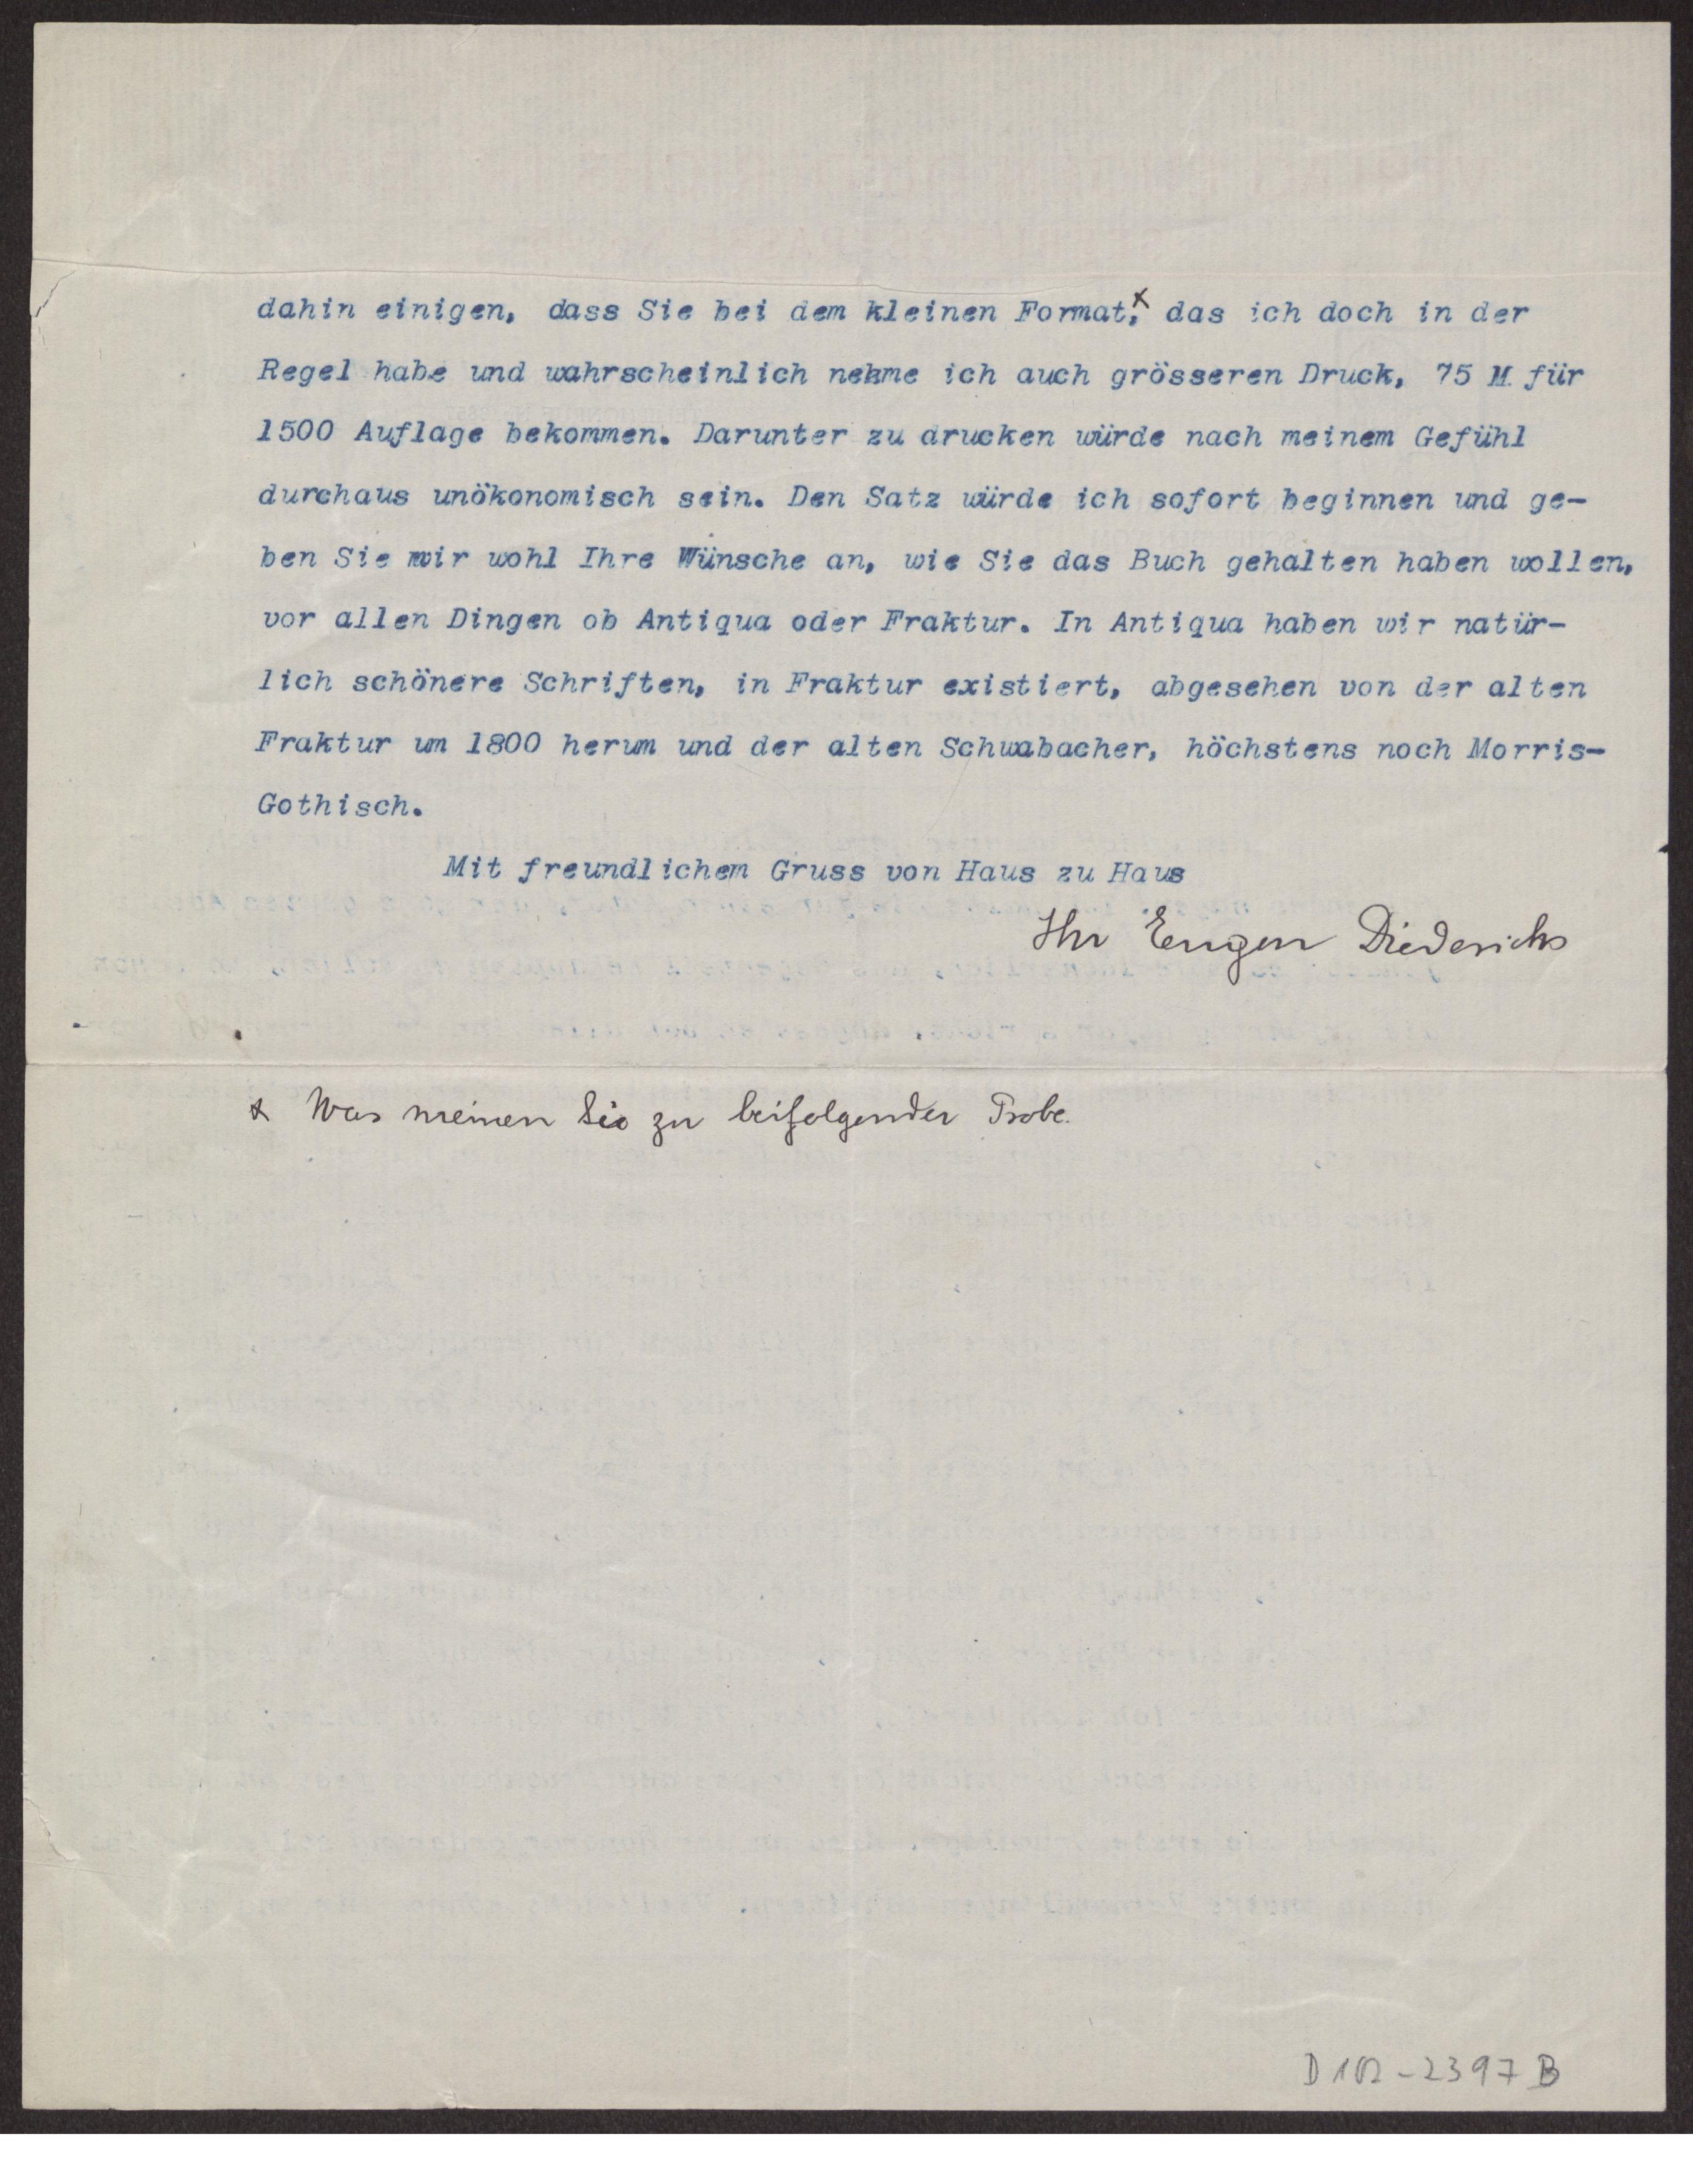 dahin einigen, dass Sie bei dem kleinen Format,x das ich doch in der
Regel habe und wahrscheinlich nehme ich auch grösseren Druck, 75 M für
1500 Auflage bekommen. Darunter zu drucken würde nach meinem Gefühl
durchaus unökonomisch sein. Den Satz würde ich sofort beginnen und ge-
ben Sie mir wohl Ihre Wünsche an, wie Sie das Buch gehalten haben wollen,
vor allen Dingen ob Antiqua oder Fraktur. In Antiqua haben wir natür-
lich schönere Schriften, in Fraktur existiert, abgesehen von der alten
Fraktur um 1800 herum und der alten Schwabacher, höchstens noch Morris-
Gothisch.
Mit freundlichem Gruss von Haus zu Haus
Ihr Eugen Diederichs
x Was meinen Sie zu beifolgender Probe.
D 102-2397 B